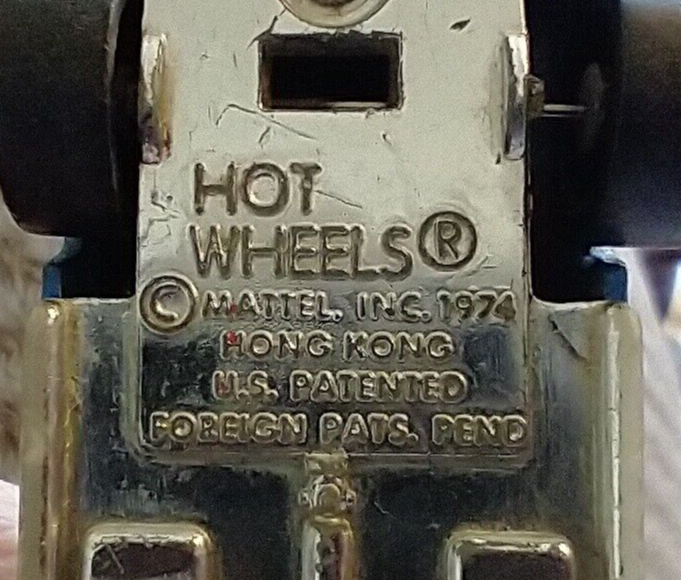 HOT
WHEELS®
© MATTEL. INC. 1974
HONG KONG
U.S. PATENTED
FOREIGN PATS. PEND